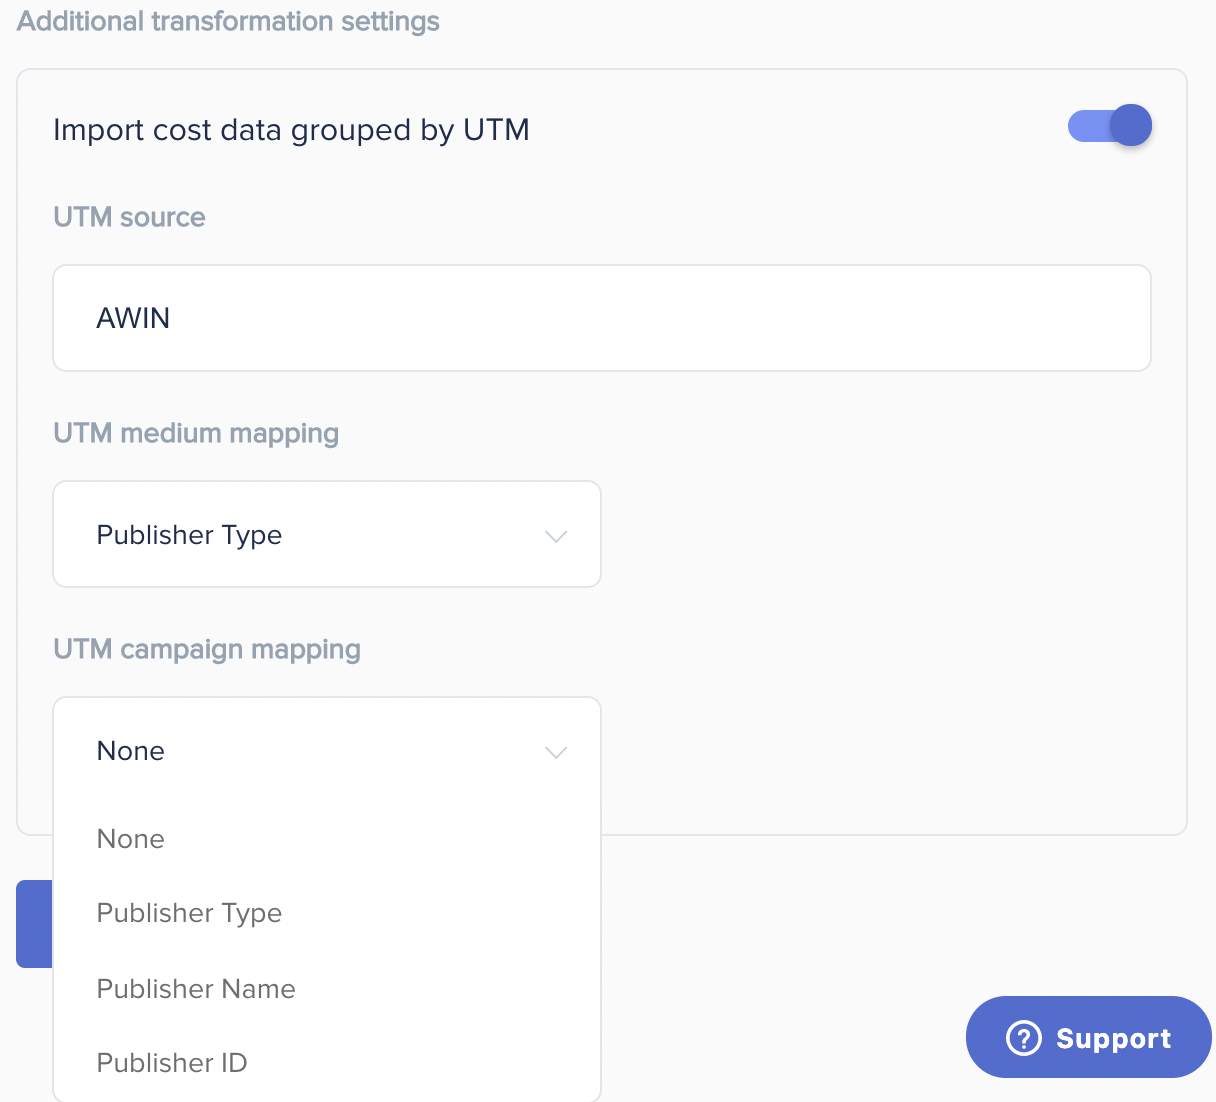 Additional transformation settings
Import cost data grouped by UTM
UTM source
AWIN
UTM medium mapping
Publisher Type
UTM campaign mapping
None
None
Publisher Type
Publisher Name
Publisher ID
Support